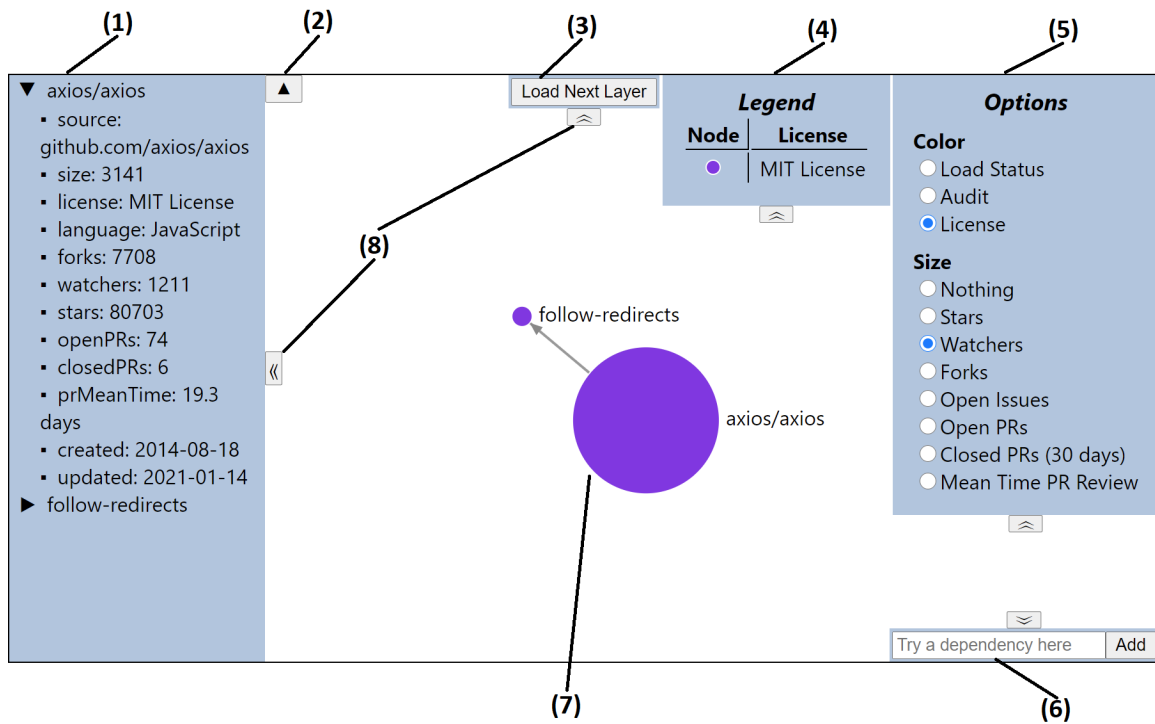 (1)
(2)
(3)
(4)
(5)
▼ axios/axios
▪ source:
github.com/axios/axios
▪ size: 3141
▪ license: MIT License
▪ language: JavaScript
▪ forks: 7708
▪ watchers: 1211
▪ stars: 80703
▪ openPRs: 74
▪ closedPRs: 6
▪ prMeanTime: 19.3
days
▪ created: 2014-08-18
▪ updated: 2021-01-14
▶ follow-redirects
▲
Load Next Layer
Legend
Node License
MIT License
Options
Color
Load Status
Audit
License
Size
Nothing
Stars
Watchers
Forks
Open Issues
Open PRs
Closed PRs (30 days)
Mean Time PR Review
(8)
follow-redirects
axios/axios
Try a dependency here
Add
(7)
(6)